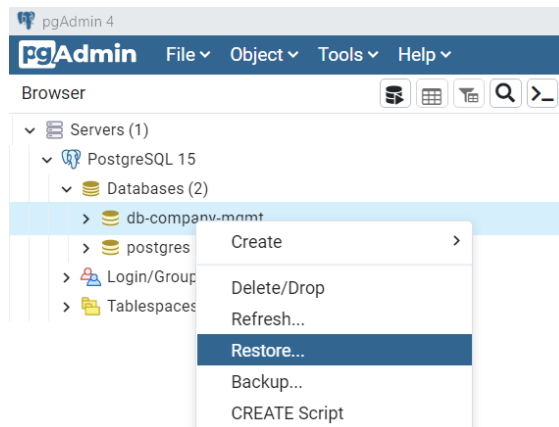 pgAdmin 4
pgAdmin File Object Tools Help
Browser
Servers (1)
PostgreSQL 15
Databases (2)
db-company-mgmt
postgres
Login/Group
Tablespaces
Create
Delete/Drop
Refresh...
Restore...
Backup...
CREATE Script